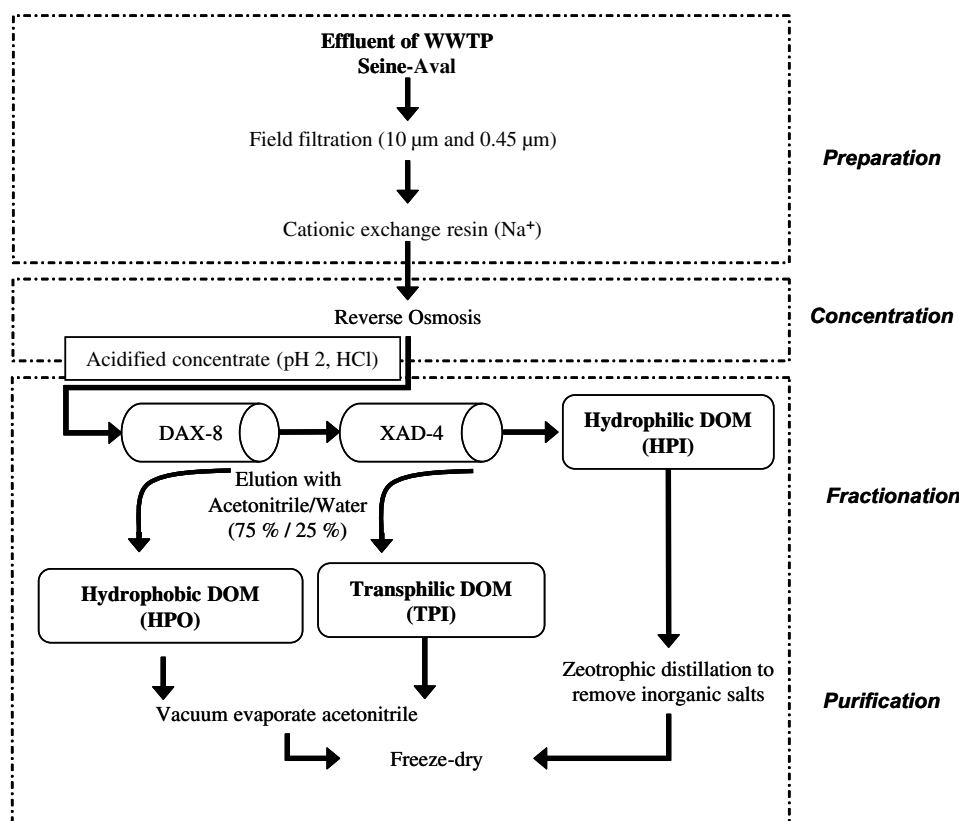 Effluent of WWTP
Seine-Aval
Field filtration (10 µm and 0.45 µm)
Preparation
Cationic exchange resin (Na⁺)
Reverse Osmosis
Concentration
Acidified concentrate (pH 2, HCl)
DAX-8
XAD-4
Hydrophilic DOM
(HPI)
Elution with
Acetonitrile/Water
(75 % / 25 %)
Fractionation
Hydrophobic DOM
(HPO)
Transphilic DOM
(TPI)
Zeotrophic distillation to
remove inorganic salts
Vacuum evaporate acetonitrile
Purification
Freeze-dry